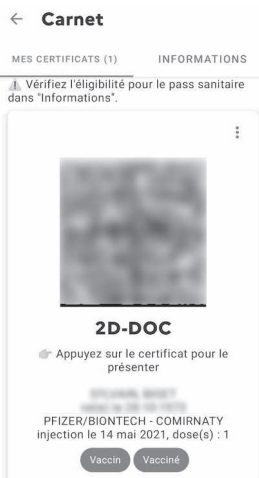 ← Carnet
MES CERTIFICATS (1)
INFORMATIONS
⚠ Vérifiez l'éligibilité pour le pass sanitaire
dans "Informations".
2D-DOC
👉 Appuyez sur le certificat pour le
présenter
PFIZER/BIONTECH - COMIRNATY
injection le 14 mai 2021, dose(s) : 1
Vaccin
Vacciné